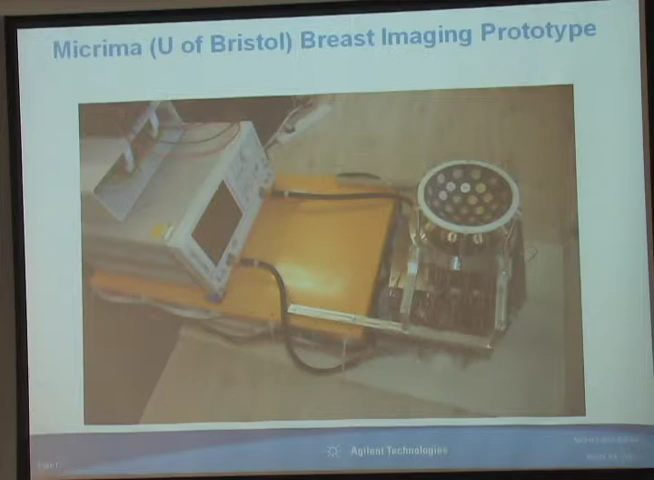 Micrima (U of Bristol) Breast Imaging Prototype
Agilent Technologies